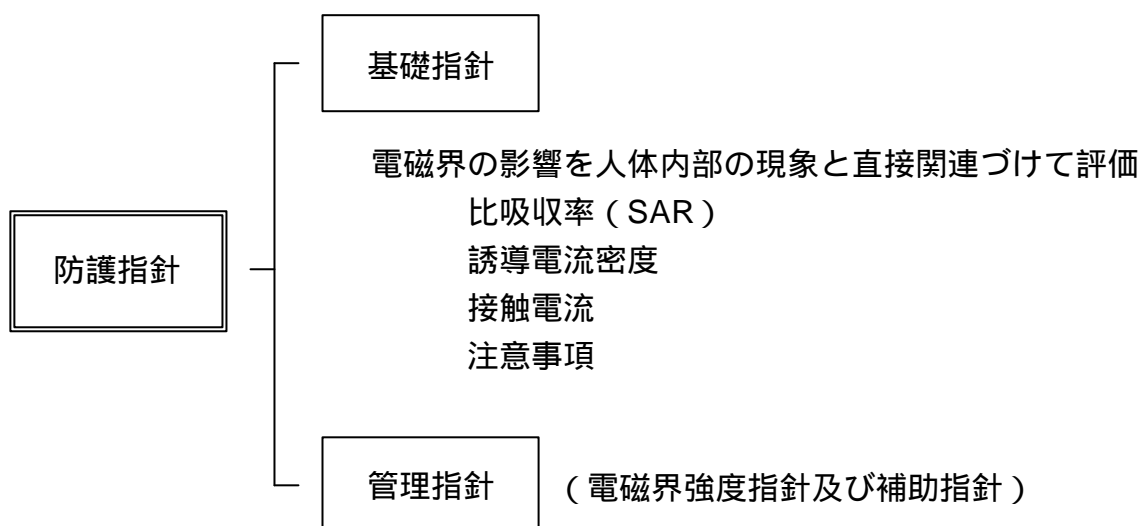 基礎指針
電磁界の影響を人体内部の現象と直接関連づけて評価
比吸収率(SAR)
誘導電流密度
接触電流
注意事項
防護指針
管理指針 (電磁界強度指針及び補助指針)